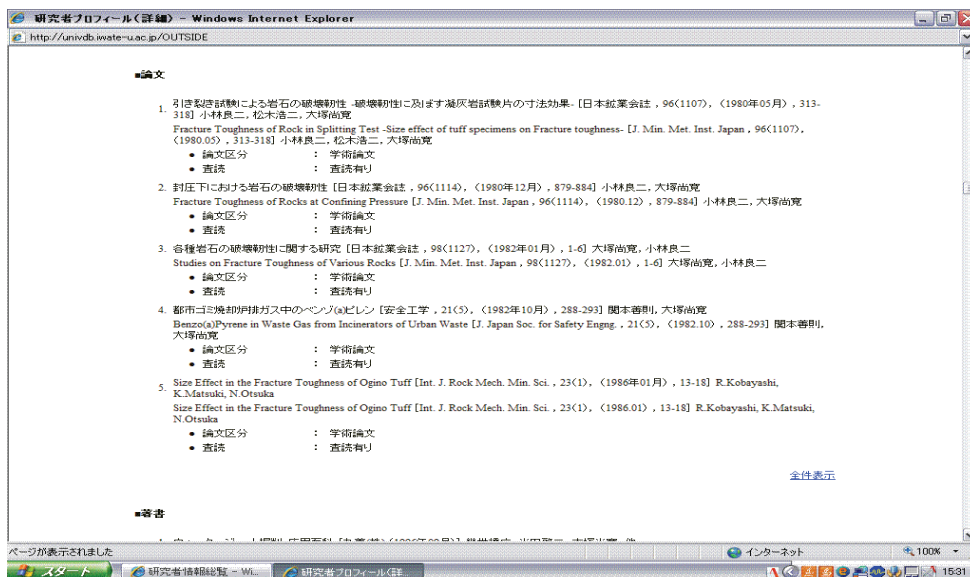 研究者プロフィール(詳細) - Windows Internet Explorer
http://univdb.iwate-u.ac.jp/OUTSIDE
■論文
1. 引き裂き試験による岩石の破壊靭性 -破壊靭性に及ぼす凝灰岩試験片の寸法効果- [日本鉱業会誌 , 96(1107), (1980年05月) , 313-
318] 小林良二, 松木浩二, 大塚尚寛
Fracture Toughness of Rock in Splitting Test -Size effect of tuff specimens on Fracture toughness- [J. Min. Met. Inst. Japan , 96(1107),
(1980.05) , 313-318] 小林良二, 松木浩二, 大塚尚寛
• 論文区分 : 学術論文
• 査読 : 査読有り
2. 封圧下における岩石の破壊靭性 [日本鉱業会誌 , 96(1114), (1980年12月) , 879-884] 小林良二, 大塚尚寛
Fracture Toughness of Rocks at Confining Pressure [J. Min. Met. Inst. Japan , 96(1114), (1980.12) , 879-884] 小林良二, 大塚尚寛
• 論文区分 : 学術論文
• 査読 : 査読有り
3. 各種岩石の破壊靭性に関する研究 [日本鉱業会誌 , 98(1127), (1982年01月) , 1-6] 大塚尚寛, 小林良二
Studies on Fracture Toughness of Various Rocks [J. Min. Met. Inst. Japan , 98(1127), (1982.01) , 1-6] 大塚尚寛, 小林良二
• 論文区分 : 学術論文
• 査読 : 査読有り
4. 都市ゴミ焼却炉排ガス中のベンゾ(a)ピレン [安全工学 , 21(5), (1982年10月) , 288-293] 関本善則, 大塚尚寛
Benzo(a)Pyrene in Waste Gas from Incinerators of Urban Waste [J. Japan Soc. for Safety Engng. , 21(5), (1982.10) , 288-293] 関本善則,
大塚尚寛
• 論文区分 : 学術論文
• 査読 : 査読有り
5. Size Effect in the Fracture Toughness of Ogino Tuff [Int. J. Rock Mech. Min. Sci. , 23(1), (1986年01月) , 13-18] R.Kobayashi,
K.Matsuki, N.Otsuka
Size Effect in the Fracture Toughness of Ogino Tuff [Int. J. Rock Mech. Min. Sci. , 23(1), (1986.01) , 13-18] R.Kobayashi, K.Matsuki,
N.Otsuka
• 論文区分 : 学術論文
• 査読 : 査読有り
全件表示
■著書
ページが表示されました インターネット 100%
スタート 研究者情報総覧 - Wi... 研究者プロフィール(詳... 15:31